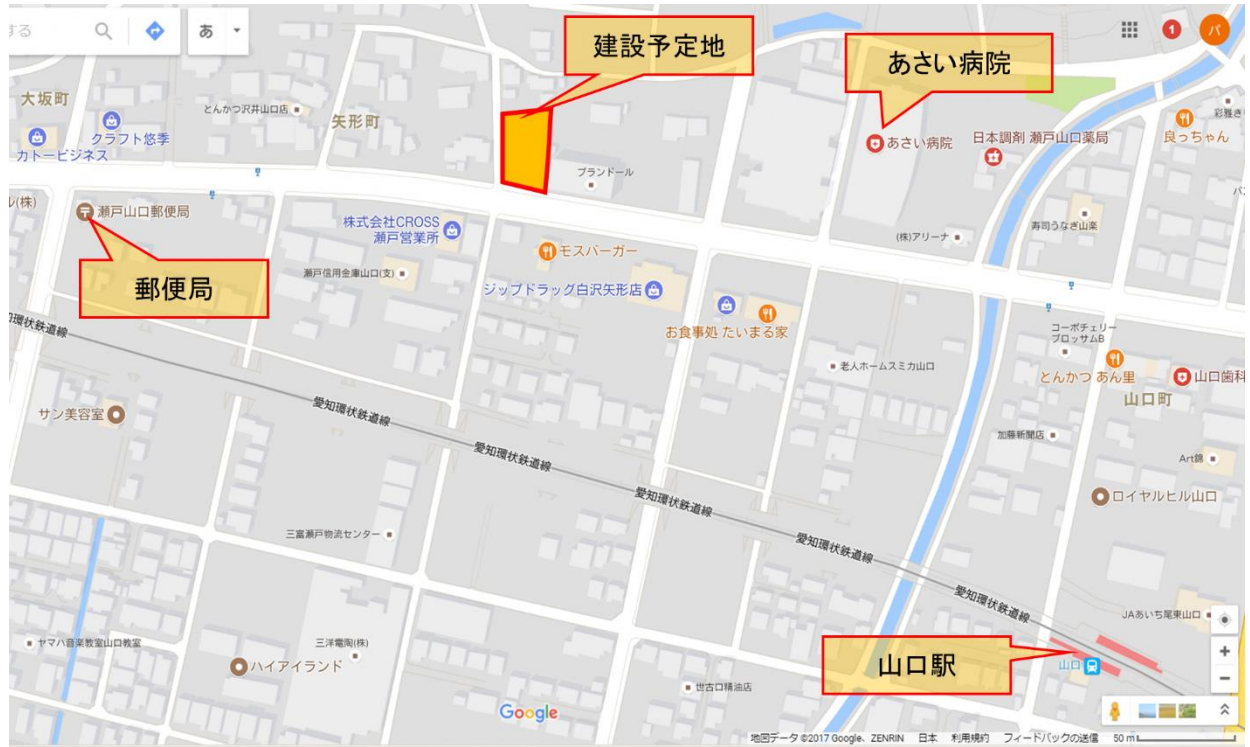 する
あ
1
バ
建設予定地
あさい病院
大坂町
とんかつ沢井山口店
矢形町
クラフト悠季
カトービジネス
あさい病院
日本調剤 瀬戸山口薬局
良っちゃん
ブランドール
ル(株)
瀬戸山口郵便局
株式会社CROSS
瀬戸営業所
(株)アリーナ
寿司うなぎ山楽
モスバーガー
瀬戸信用金庫山口(支)
郵便局
ジップドラッグ白沢矢形店
お食事処 たいまる家
コーポチェリー
ブロッサムB
老人ホームスミカ山口
とんかつ あん里
山口歯科
山口町
サン美容室
愛知環状鉄道線
愛知環状鉄道線
加藤新聞店
Art錦
愛知環状鉄道線
ロイヤルヒル山口
三富瀬戸物流センター
愛知環状鉄道線
愛知環状鉄道線
JAあいち尾東山口
ヤマハ音楽教室山口教室
三洋電陶(株)
ハイアイランド
山口駅
山口
世古口精油店
Google
地図データ ©2017 Google、ZENRIN 日本 利用規約 フィードバックの送信 50 m